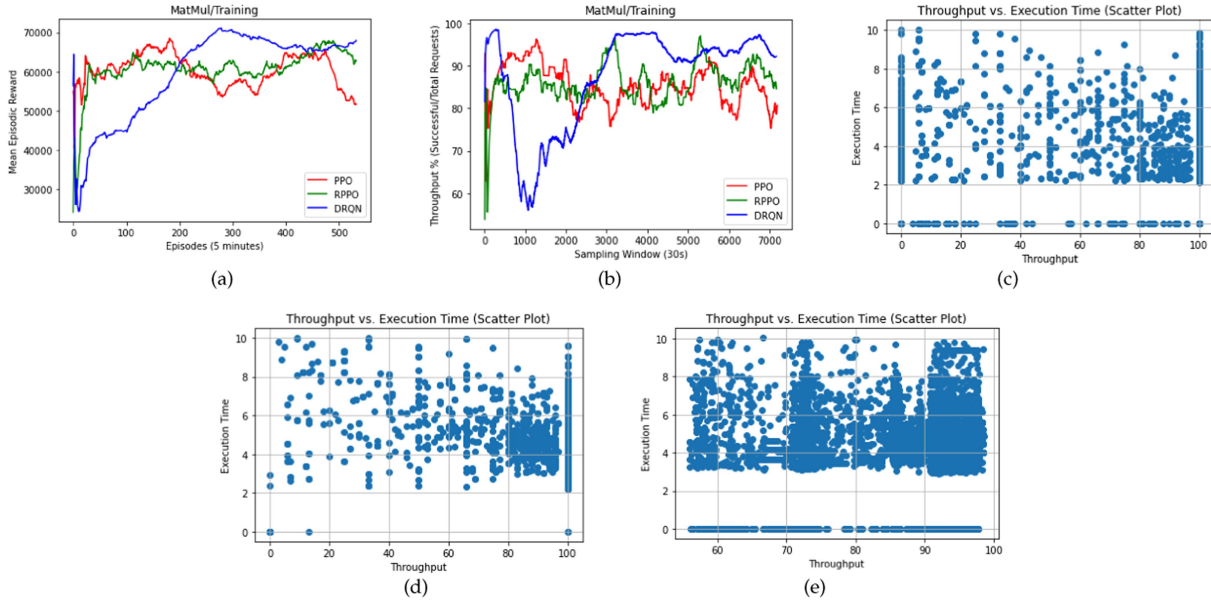 MatMul/Training
Mean Episodic Reward
70000
60000
50000
40000
30000
0
100
200
300
400
500
Episodes (5 minutes)
PPO
RPPO
DRQN
(a)
MatMul/Training
Throughput % (Successful/Total Requests)
100
90
80
70
60
0
1000
2000
3000
4000
5000
6000
7000
Sampling Window (30s)
PPO
RPPO
DRQN
(b)
Throughput vs. Execution Time (Scatter Plot)
Execution Time
10
8
6
4
2
0
0
20
40
60
80
100
Throughput
(c)
Throughput vs. Execution Time (Scatter Plot)
Execution Time
10
8
6
4
2
0
0
20
40
60
80
100
Throughput
(d)
Throughput vs. Execution Time (Scatter Plot)
Execution Time
10
8
6
4
2
0
60
70
80
90
100
Throughput
(e)